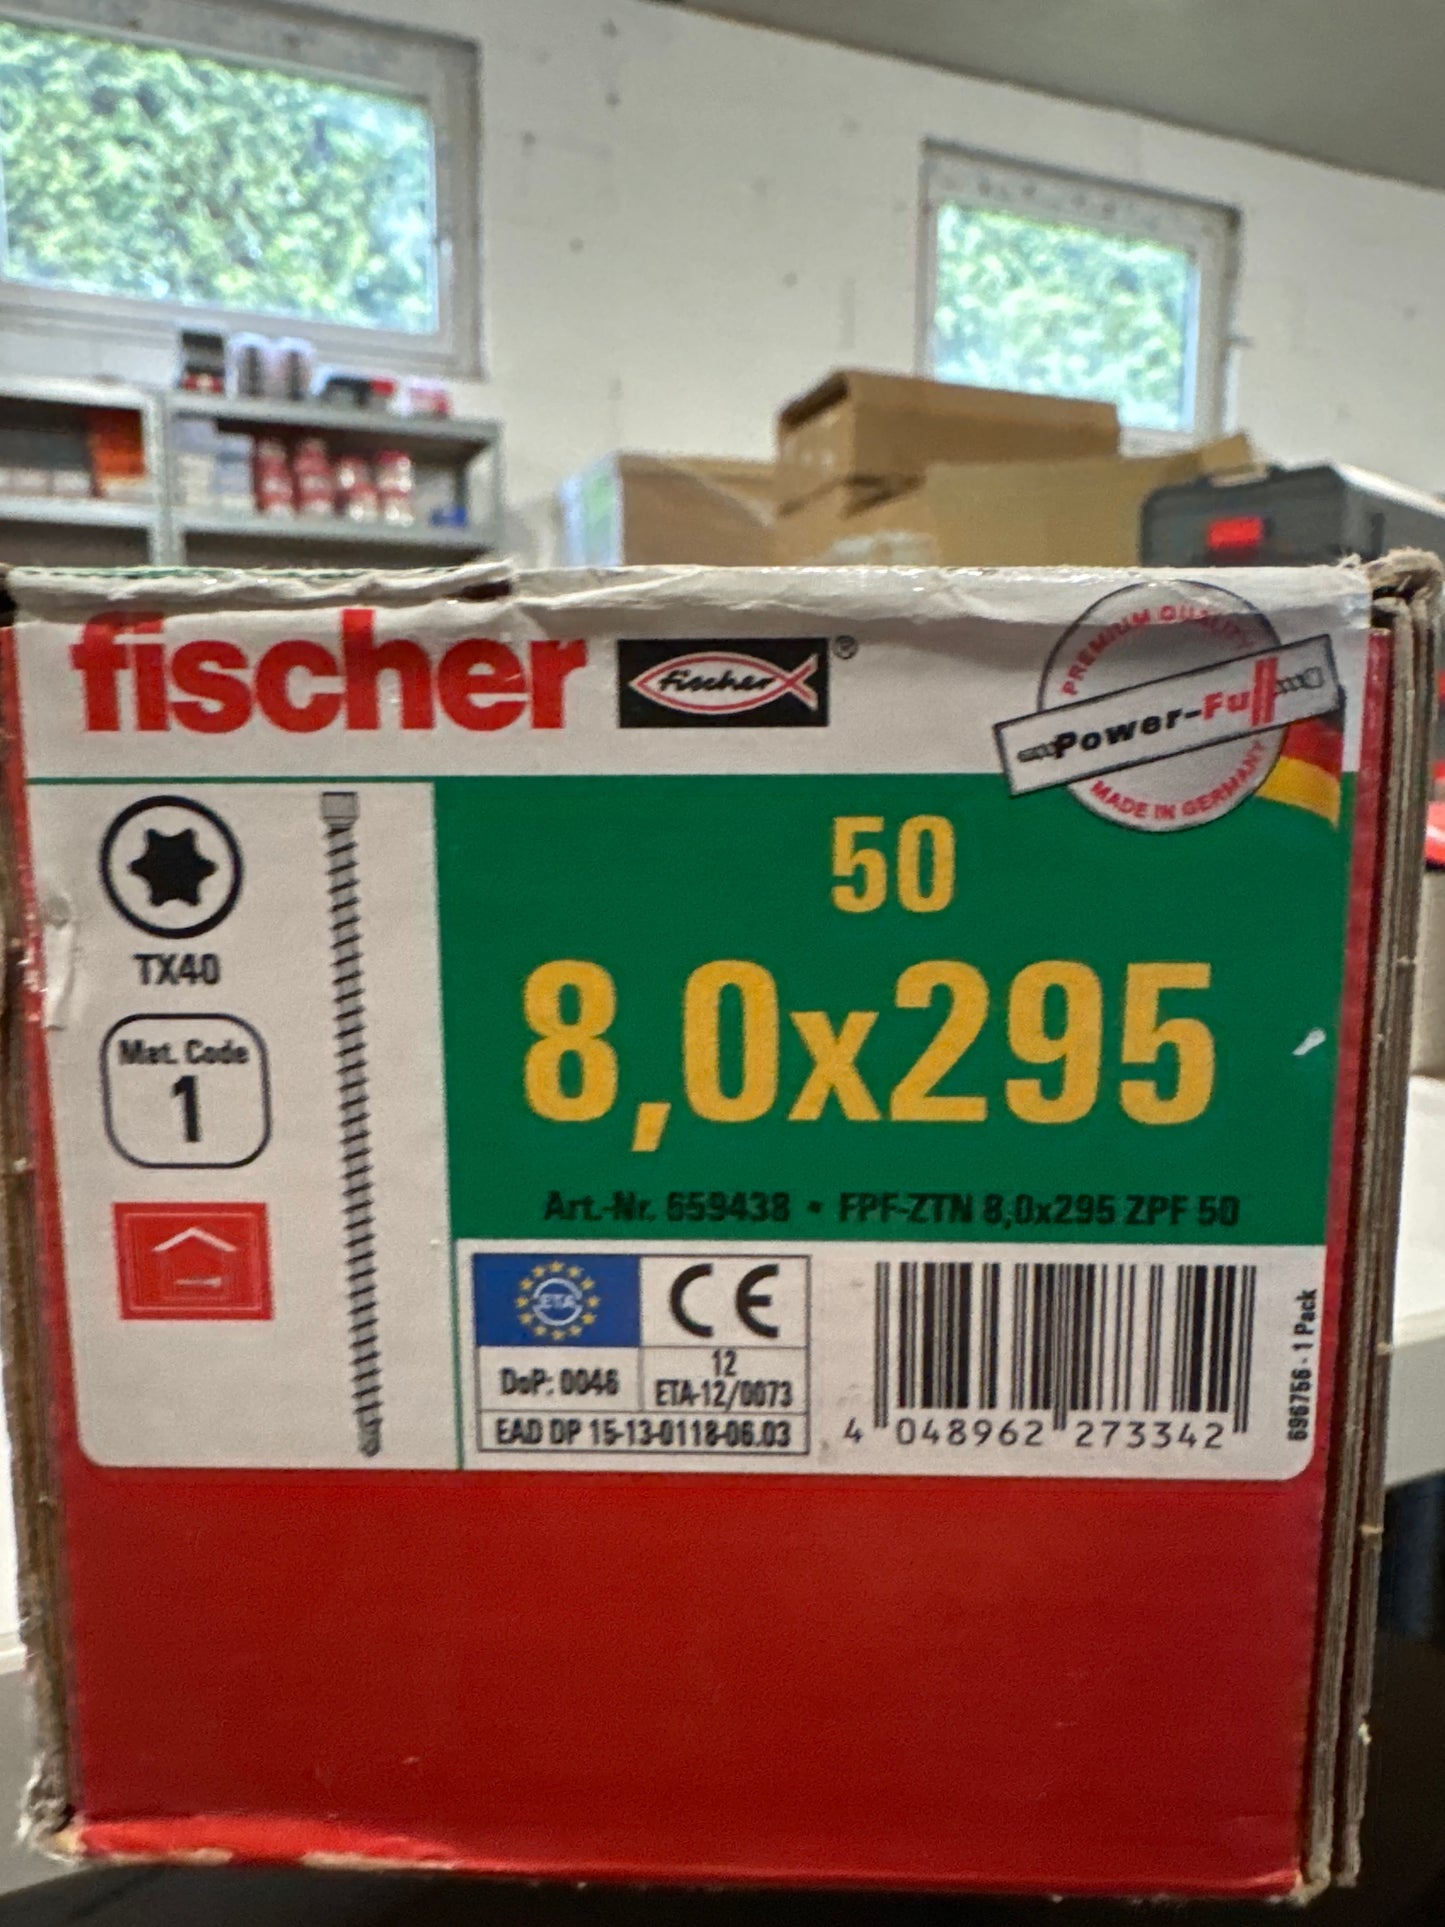 fischer
fischer
®
PREMIUM QUALITY
Power-Full
MADE IN GERMANY
TX40
Mat. Code
1
50
8,0x295
Art.-Nr. 659438 • FPF-ZTN 8,0x295 ZPF 50
ETA
CE
DoP: 0046
12
ETA-12/0073
EAD DP 15-13-0118-06.03
4 048962 273342
696756 - 1 Pack